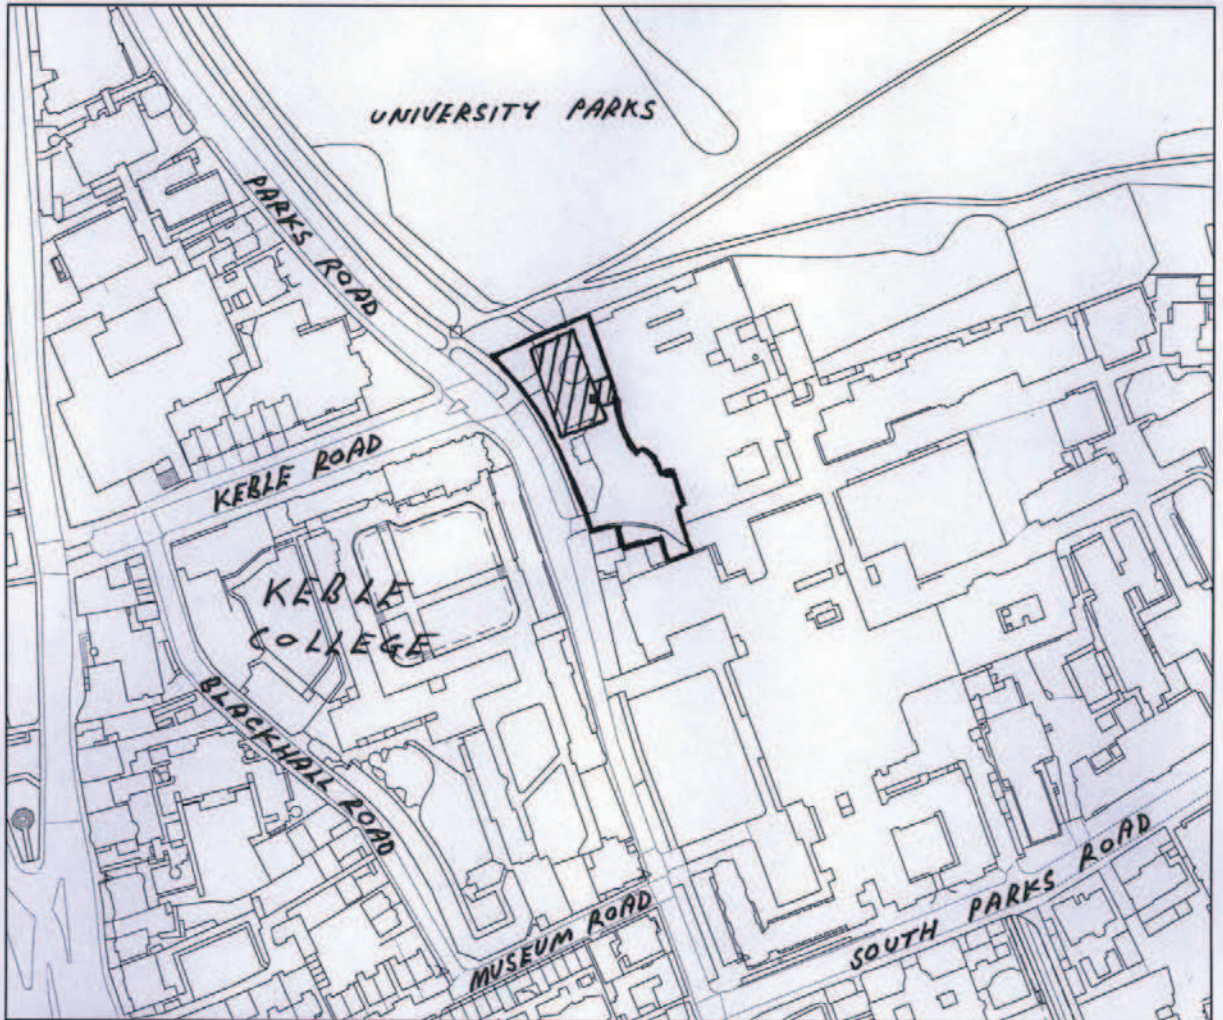 UNIVERSITY PARKS
PARKS ROAD
KEBLE ROAD
KEBLE
COLLEGE
BLACKHALL ROAD
MUSEUM ROAD
SOUTH PARKS ROAD